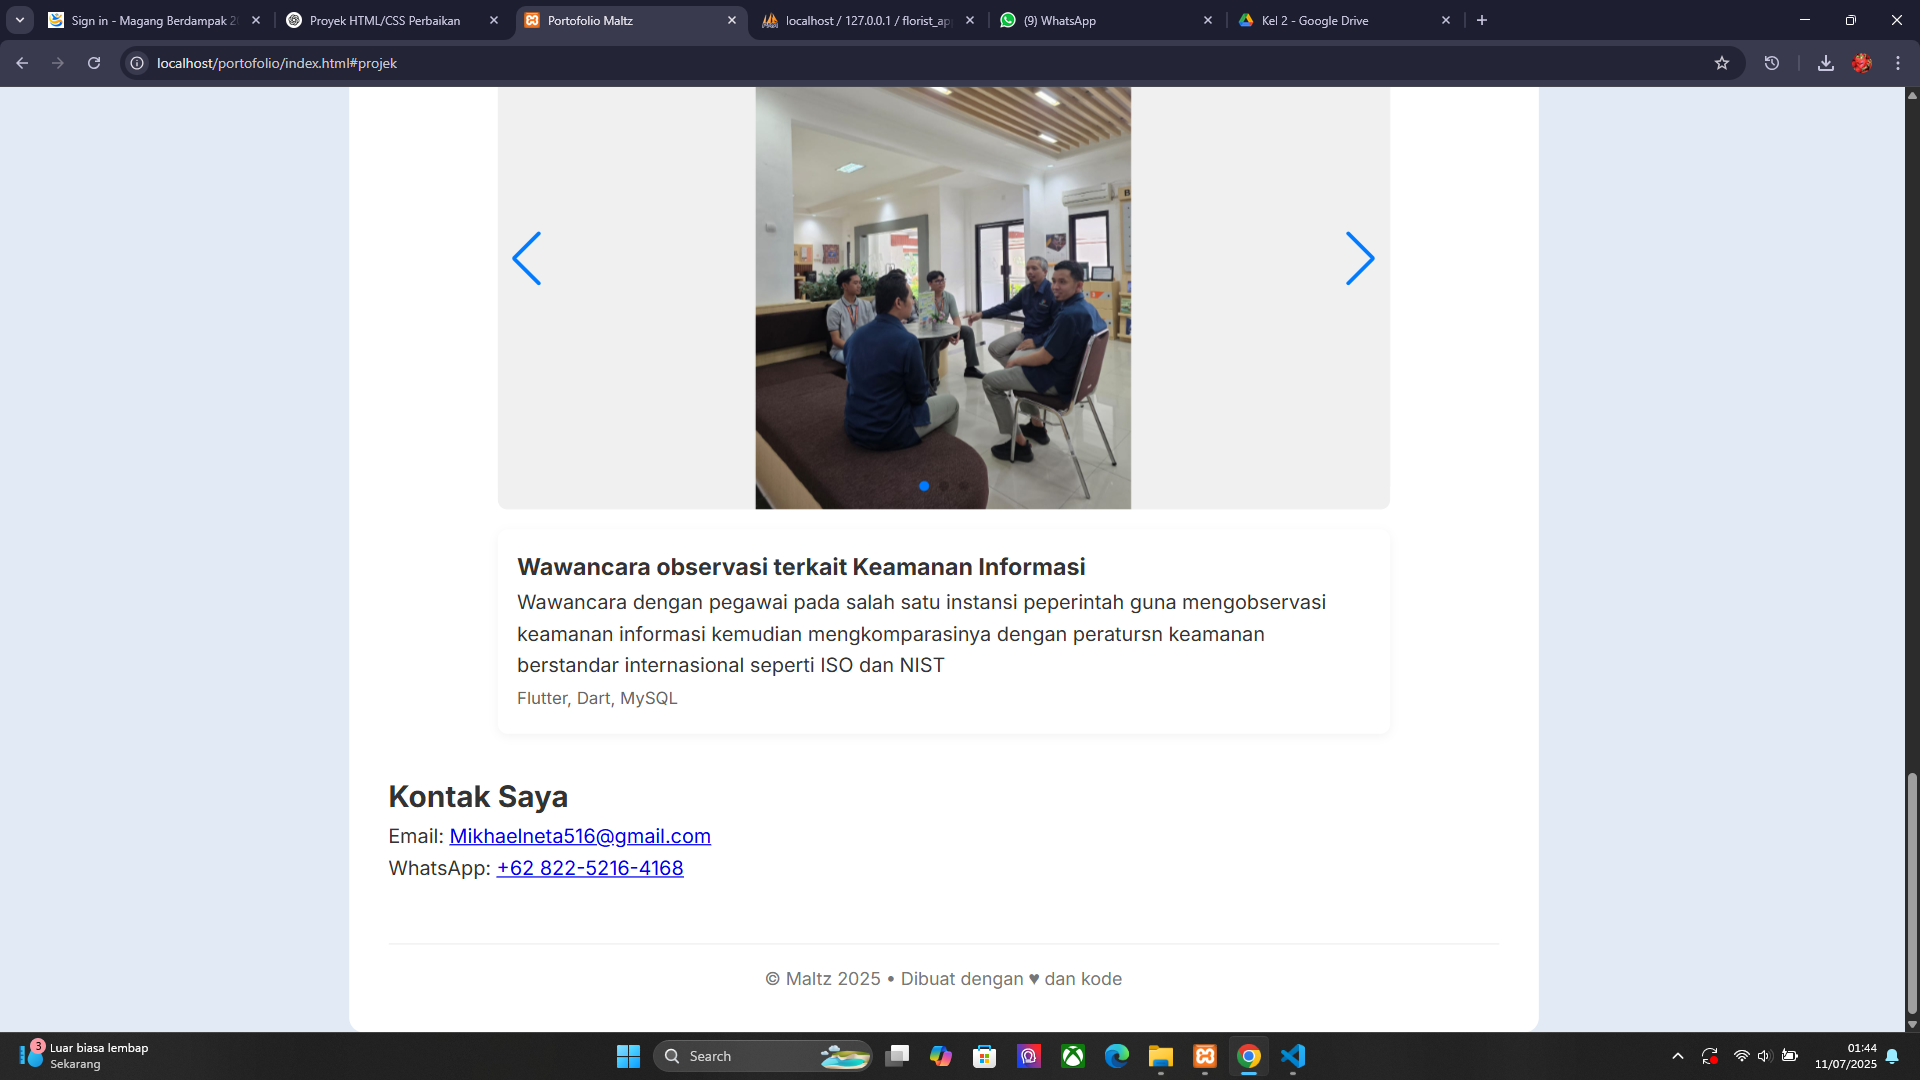 Sign in - Magang Berdampak 20
Proyek HTML/CSS Perbaikan
Portofolio Maltz
localhost / 127.0.0.1 / florist_ap
(9) WhatsApp
Kel 2 - Google Drive
localhost/portofolio/index.html#projek
Wawancara observasi terkait Keamanan Informasi
Wawancara dengan pegawai pada salah satu instansi peperintah guna mengobservasi
keamanan informasi kemudian mengkomparasinya dengan peratursn keamanan
berstandar internasional seperti ISO dan NIST
Flutter, Dart, MySQL
Kontak Saya
Email: Mikhaelneta516@gmail.com
WhatsApp: +62 822-5216-4168
© Maltz 2025 • Dibuat dengan ♥ dan kode
3
Luar biasa lembap
Sekarang
Search
01:44
11/07/2025